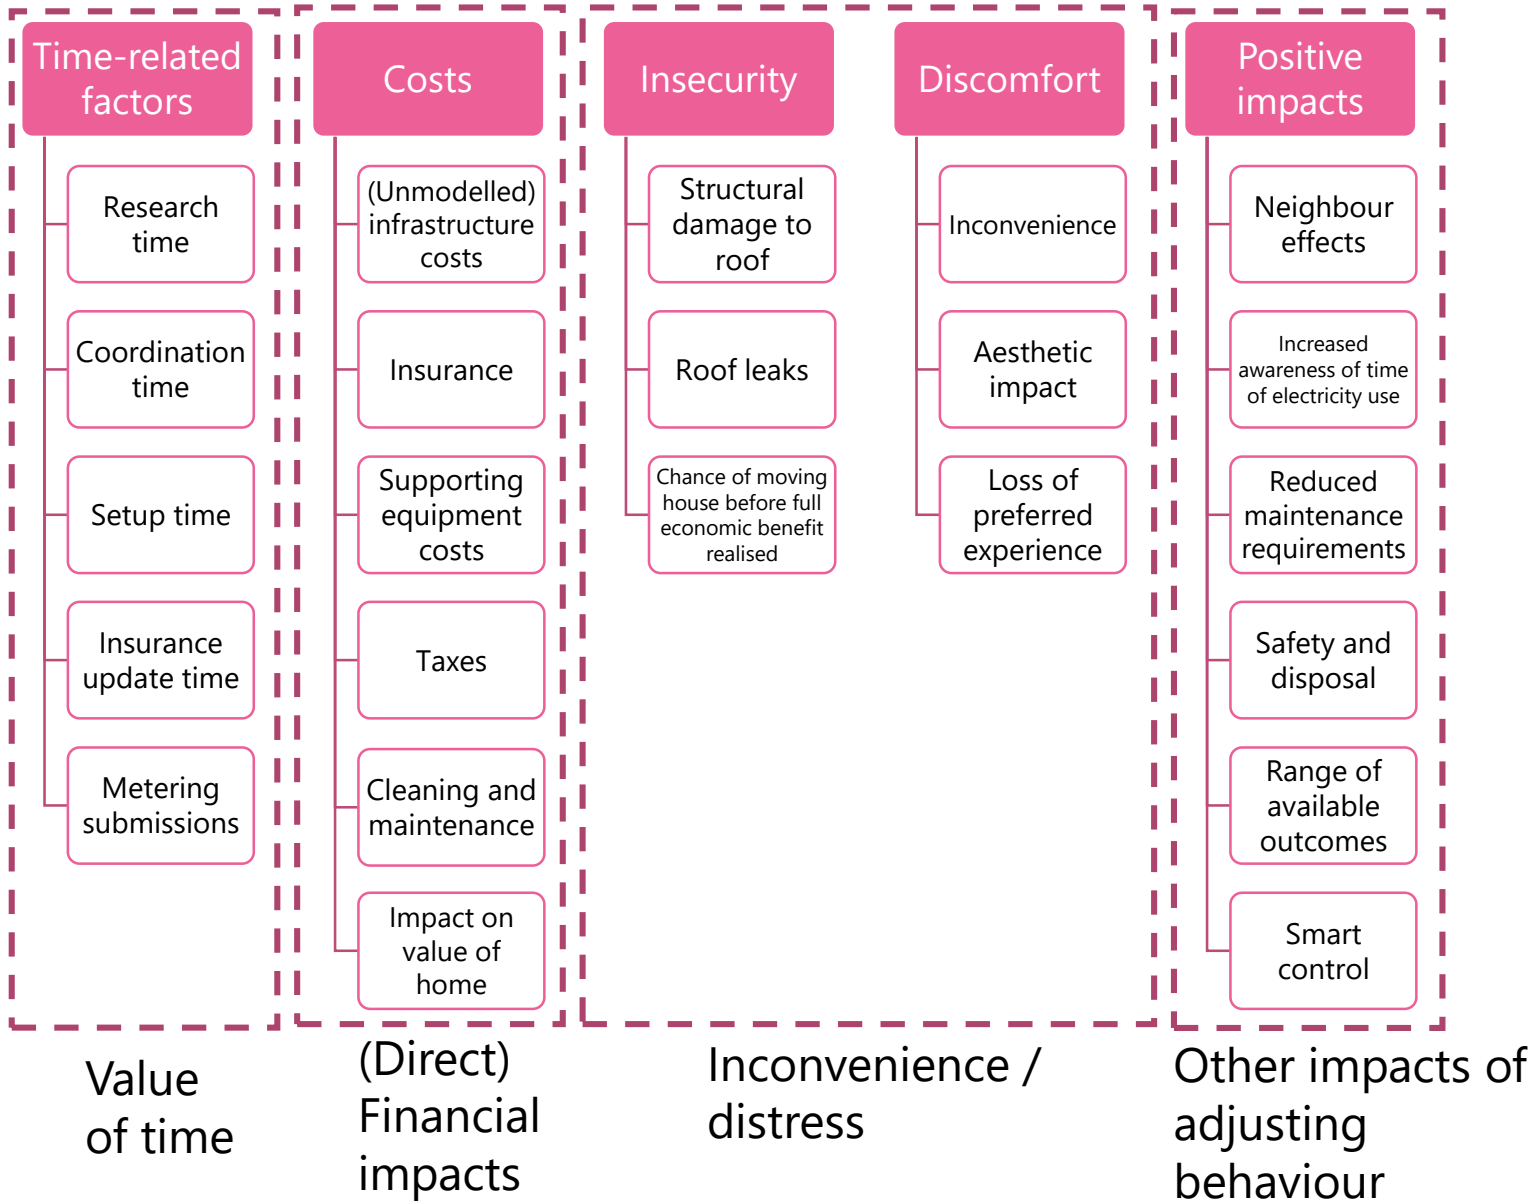 Time-related
factors
Research
time
Coordination
time
Setup time
Insurance
update time
Metering
submissions
Value
of time
Costs
(Unmodelled)
infrastructure
costs
Insurance
Supporting
equipment
costs
Taxes
Cleaning and
maintenance
Impact on
value of
home
(Direct)
Financial
impacts
Insecurity
Structural
damage to
roof
Roof leaks
Chance of moving
house before full
economic benefit
realised
Discomfort
Inconvenience
Aesthetic
impact
Loss of
preferred
experience
Inconvenience /
distress
Positive
impacts
Neighbour
effects
Increased
awareness of time
of electricity use
Reduced
maintenance
requirements
Safety and
disposal
Range of
available
outcomes
Smart
control
Other impacts of
adjusting
behaviour